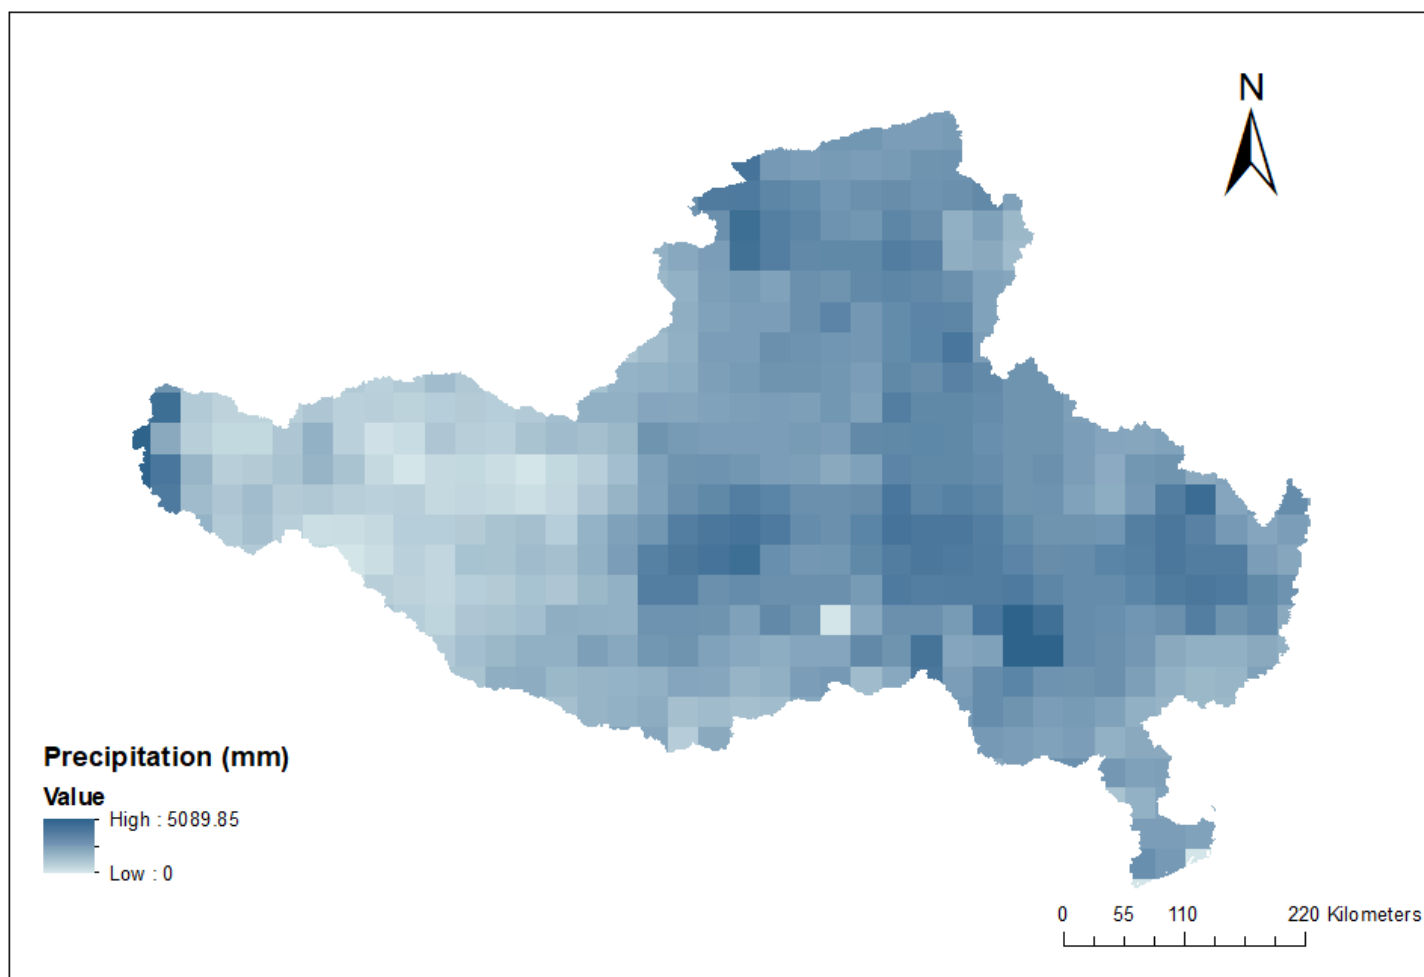 N
Precipitation (mm)
Value
High : 5089.85
Low : 0
0 55 110 220 Kilometers